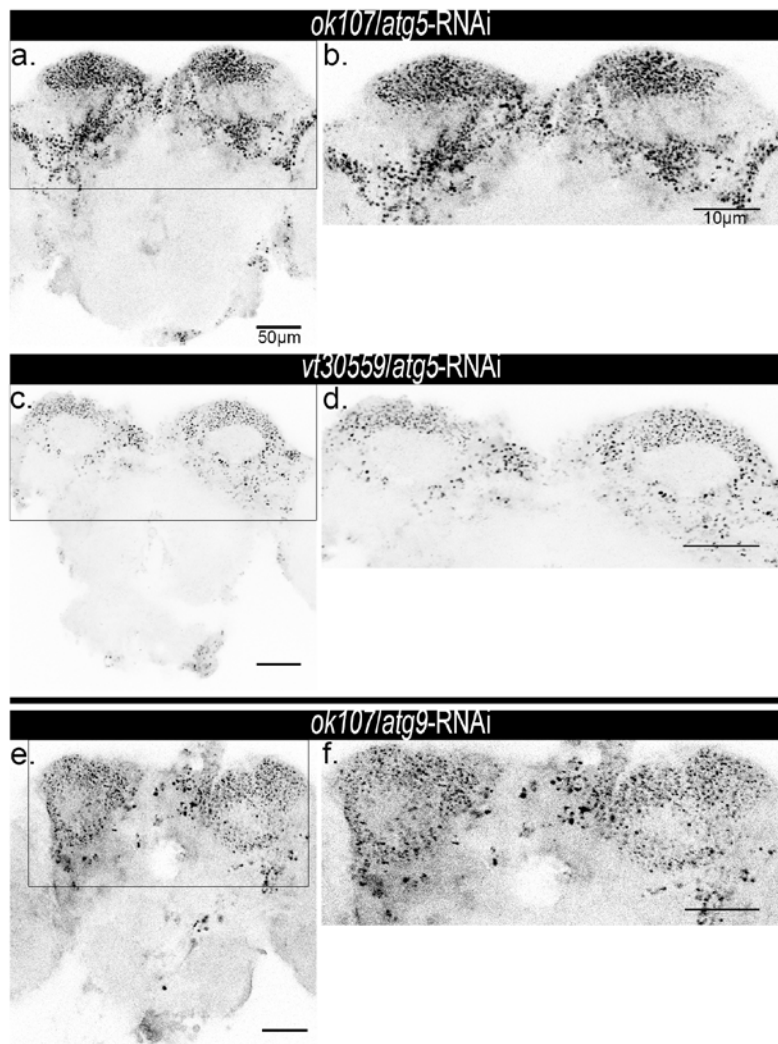 ok107/atg5-RNAi
a.
b.
10µm
50µm
vt30559/atg5-RNAi
c.
d.
ok107/atg9-RNAi
e.
f.